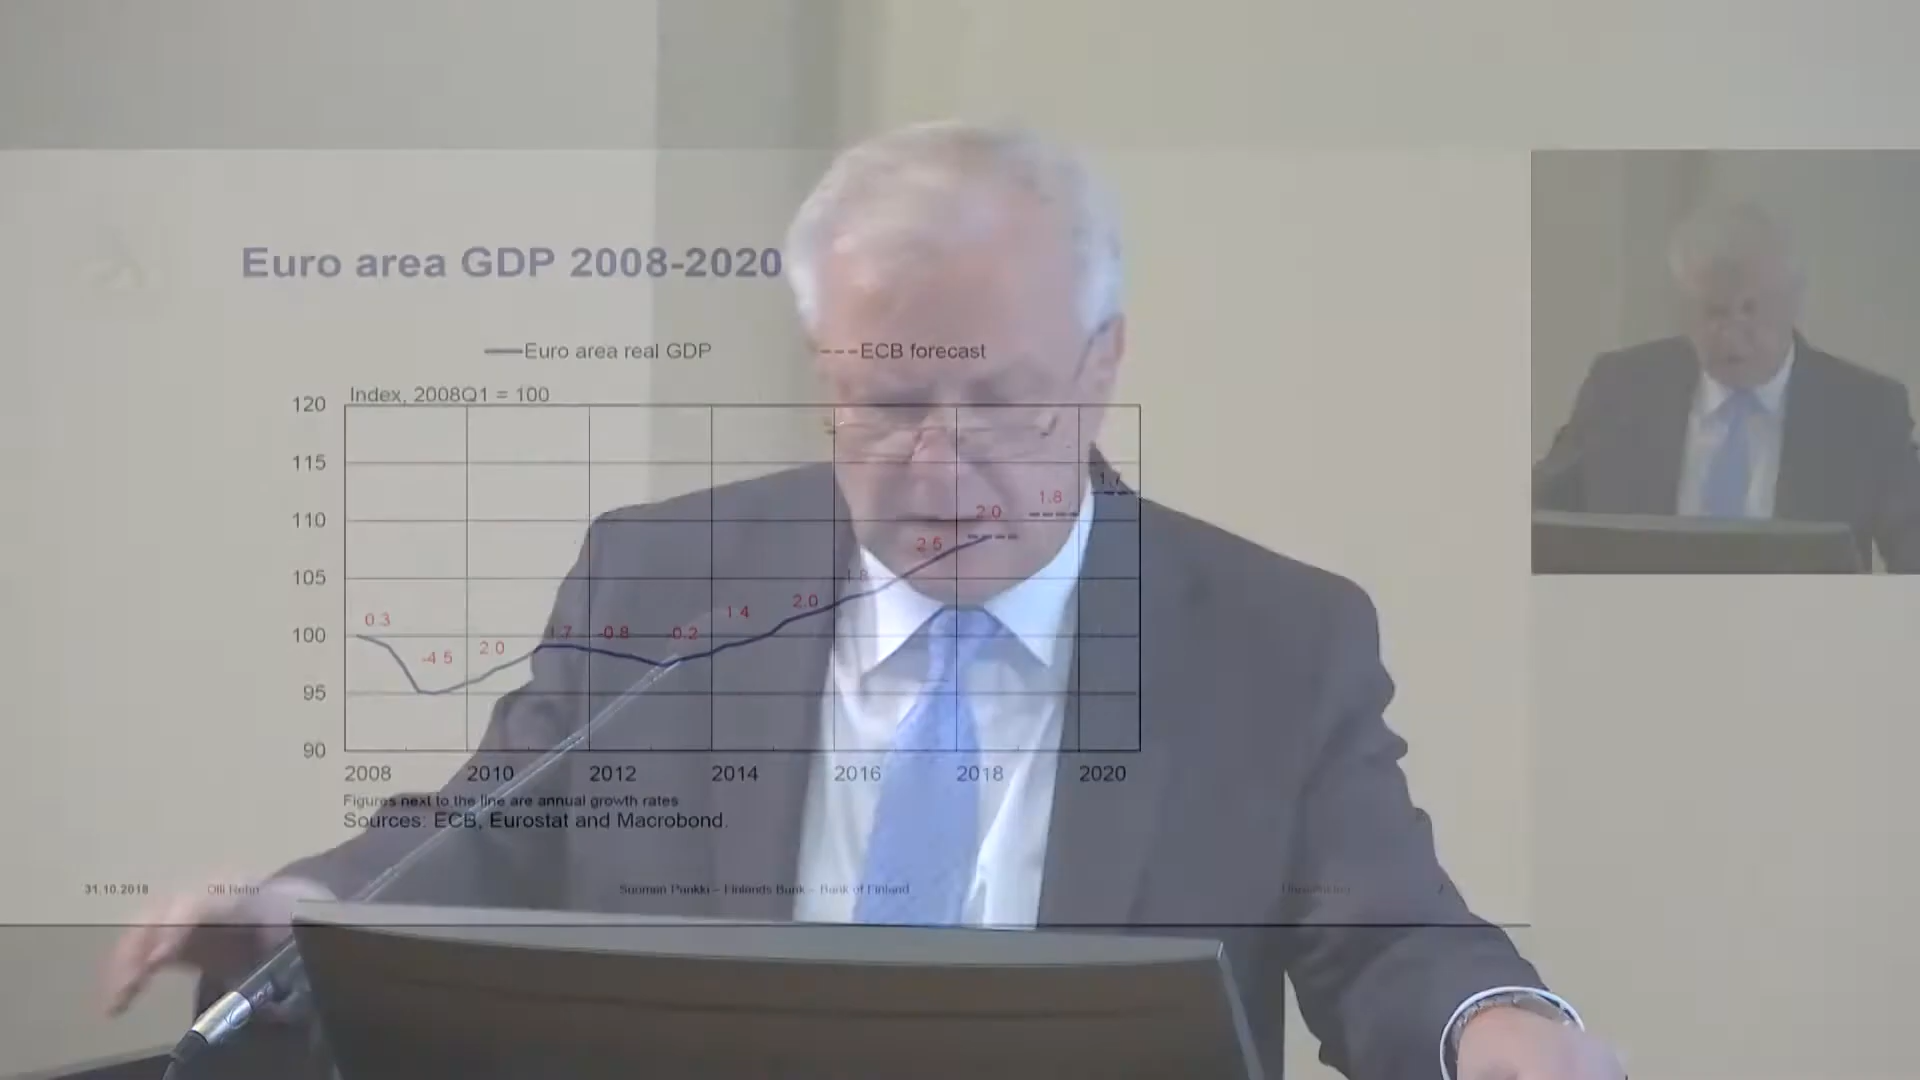 Euro area GDP 2008-2020
Euro area real GDP
ECB forecast
Index, 2008Q1 = 100
120
115
110
105
100
95
90
0.3
-4.5
2.0
1.7
-0.8
-0.2
1.4
2.0
1.8
2.5
2.0
1.8
1.7
2008 2010 2012 2014 2016 2018 2020
Figures next to the line are annual growth rates
Sources: ECB, Eurostat and Macrobond.
31.10.2018 Olli Rehn Suomen Pankki – Finlands Bank – Bank of Finland